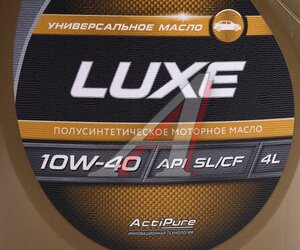 УНИВЕРСАЛЬНОЕ МАСЛО
LUXE
ПОЛУСИНТЕТИЧЕСКОЕ МОТОРНОЕ МАСЛО
10W-40 API SL/CF 4L
ActiPure
ИННОВАЦИОННАЯ ТЕХНОЛОГИЯ